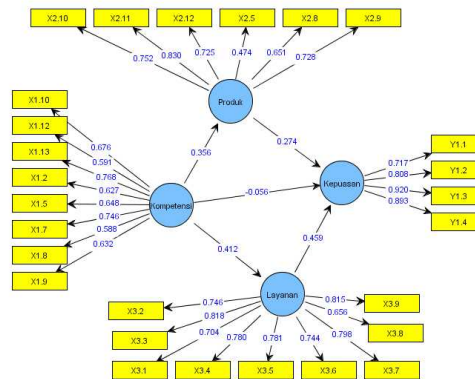 X2.10 X2.11 X2.12 X2.5 X2.8 X2.9
0.752 0.830 0.725 0.474 0.651 0.728
Produk
X1.10
X1.12
X1.13
X1.2
X1.5
X1.7
X1.8
X1.9
0.676
0.591
0.768
0.627
0.648
0.746
0.588
0.632
Kompetensi
0.356
0.274
-0.056
0.412
0.459
Kepuasan
0.717
0.808
0.920
0.893
Y1.1
Y1.2
Y1.3
Y1.4
Layanan
X3.2 0.746
X3.3 0.818
0.704 0.780 0.781 0.744 0.798
X3.1 X3.4 X3.5 X3.6 X3.7
0.815 X3.9
0.656 X3.8